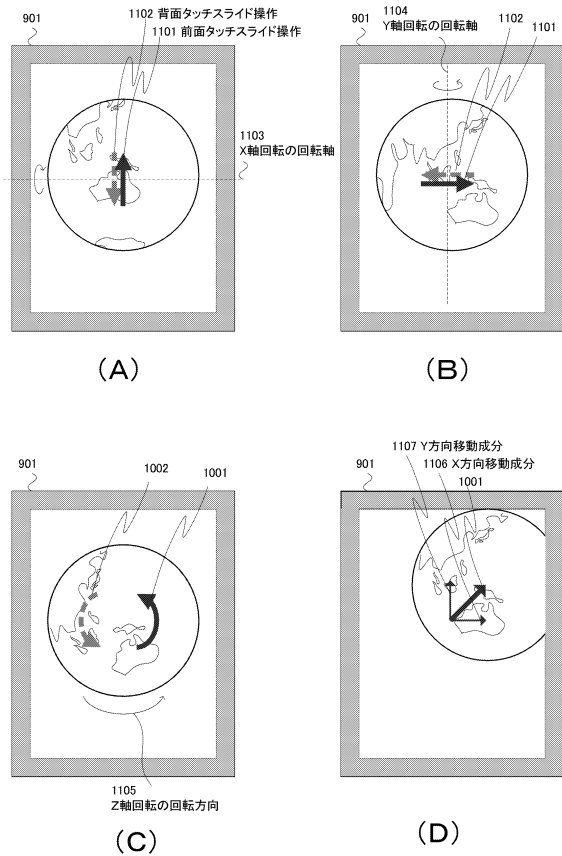 901
1102 背面タッチスライド操作
1101 前面タッチスライド操作
1103
X軸回転の回転軸
(A)
901
1104
Y軸回転の回転軸
1102
1101
(B)
901
1002
1001
1105
Z軸回転の回転方向
(C)
1107 Y方向移動成分
901
1106 X方向移動成分
1001
(D)